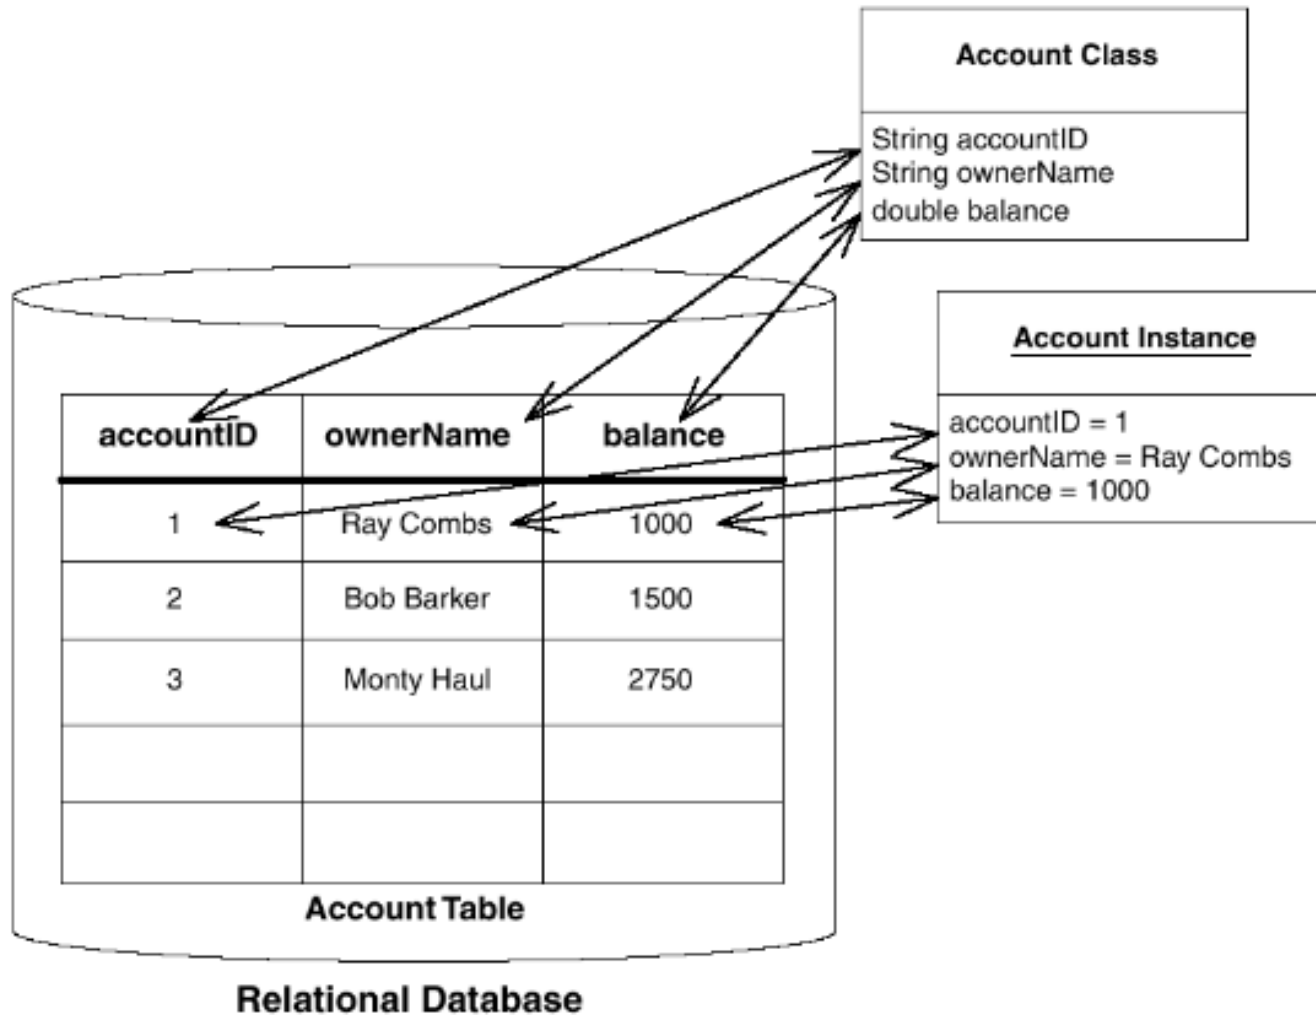 Account Class
String accountID
String ownerName
double balance
Account Instance
accountID = 1
ownerName = Ray Combs
balance = 1000
accountID ownerName balance
1 Ray Combs 1000
2 Bob Barker 1500
3 Monty Haul 2750
Account Table
Relational Database